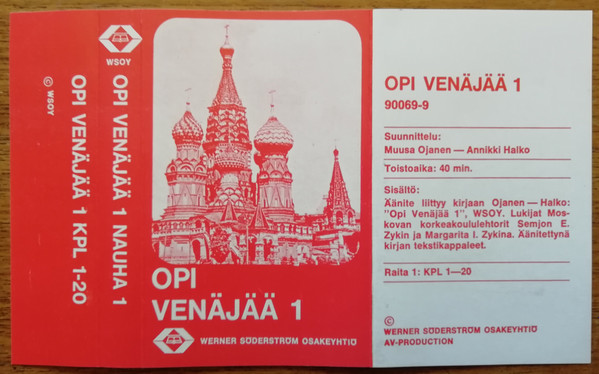 WSOY
OPI VENÄJÄÄ 1 NAUHA 1
OPI VENÄJÄÄ 1 KPL 1-20
© WSOY
OPI
VENÄJÄÄ 1
WERNER SÖDERSTRÖM OSAKEYHTIÖ
OPI VENÄJÄÄ 1
90069-9
Suunnittelu:
Muusa Ojanen — Annikki Halko
Toistoaika: 40 min.
Sisältö:
Äänite liittyy kirjaan Ojanen — Halko:
"Opi Venäjää 1", WSOY. Lukijat Mos-
kovan korkeakoululehtorit Semjon E.
Zykin ja Margarita I. Zykina. Äänitettynä
kirjan tekstikappaleet.
Raita 1: KPL 1—20
©
WERNER SÖDERSTRÖM OSAKEYHTIÖ
AV-PRODUCTION